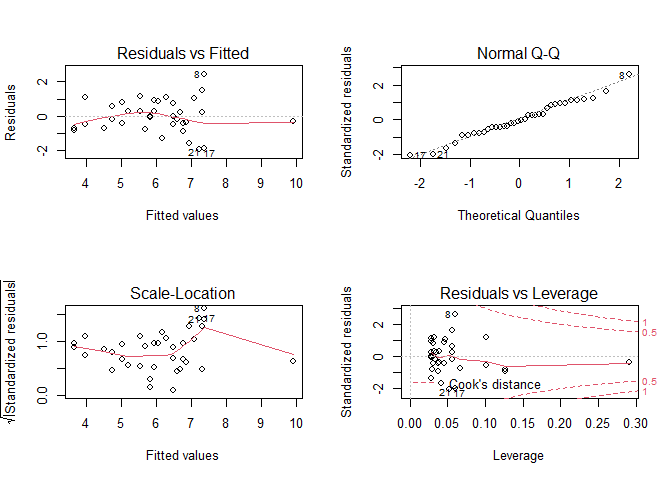 Residuals vs Fitted
Residuals
2
0
-2
8
21 17
4 5 6 7 8 9 10
Fitted values
Normal Q-Q
Standardized residuals
2
0
-2
8
17 21
-2 -1 0 1 2
Theoretical Quantiles
Scale-Location
√|Standardized residuals|
1.0
0.0
8
21 17
4 5 6 7 8 9 10
Fitted values
Residuals vs Leverage
Standardized residuals
2
0
-2
8
1
0.5
0.5
1
Cook's distance
21 17
0.00 0.05 0.10 0.15 0.20 0.25 0.30
Leverage